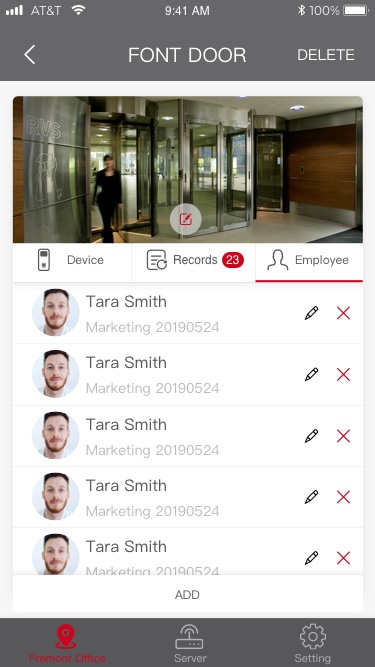 AT&T 9:41 AM 100%
FONT DOOR DELETE
RVS
Device Records 23 Employee
Tara Smith
Marketing 20190524
Tara Smith
Marketing 20190524
Tara Smith
Marketing 20190524
Tara Smith
Marketing 20190524
Tara Smith
Marketing 20190524
ADD
Fremont Office Server Setting